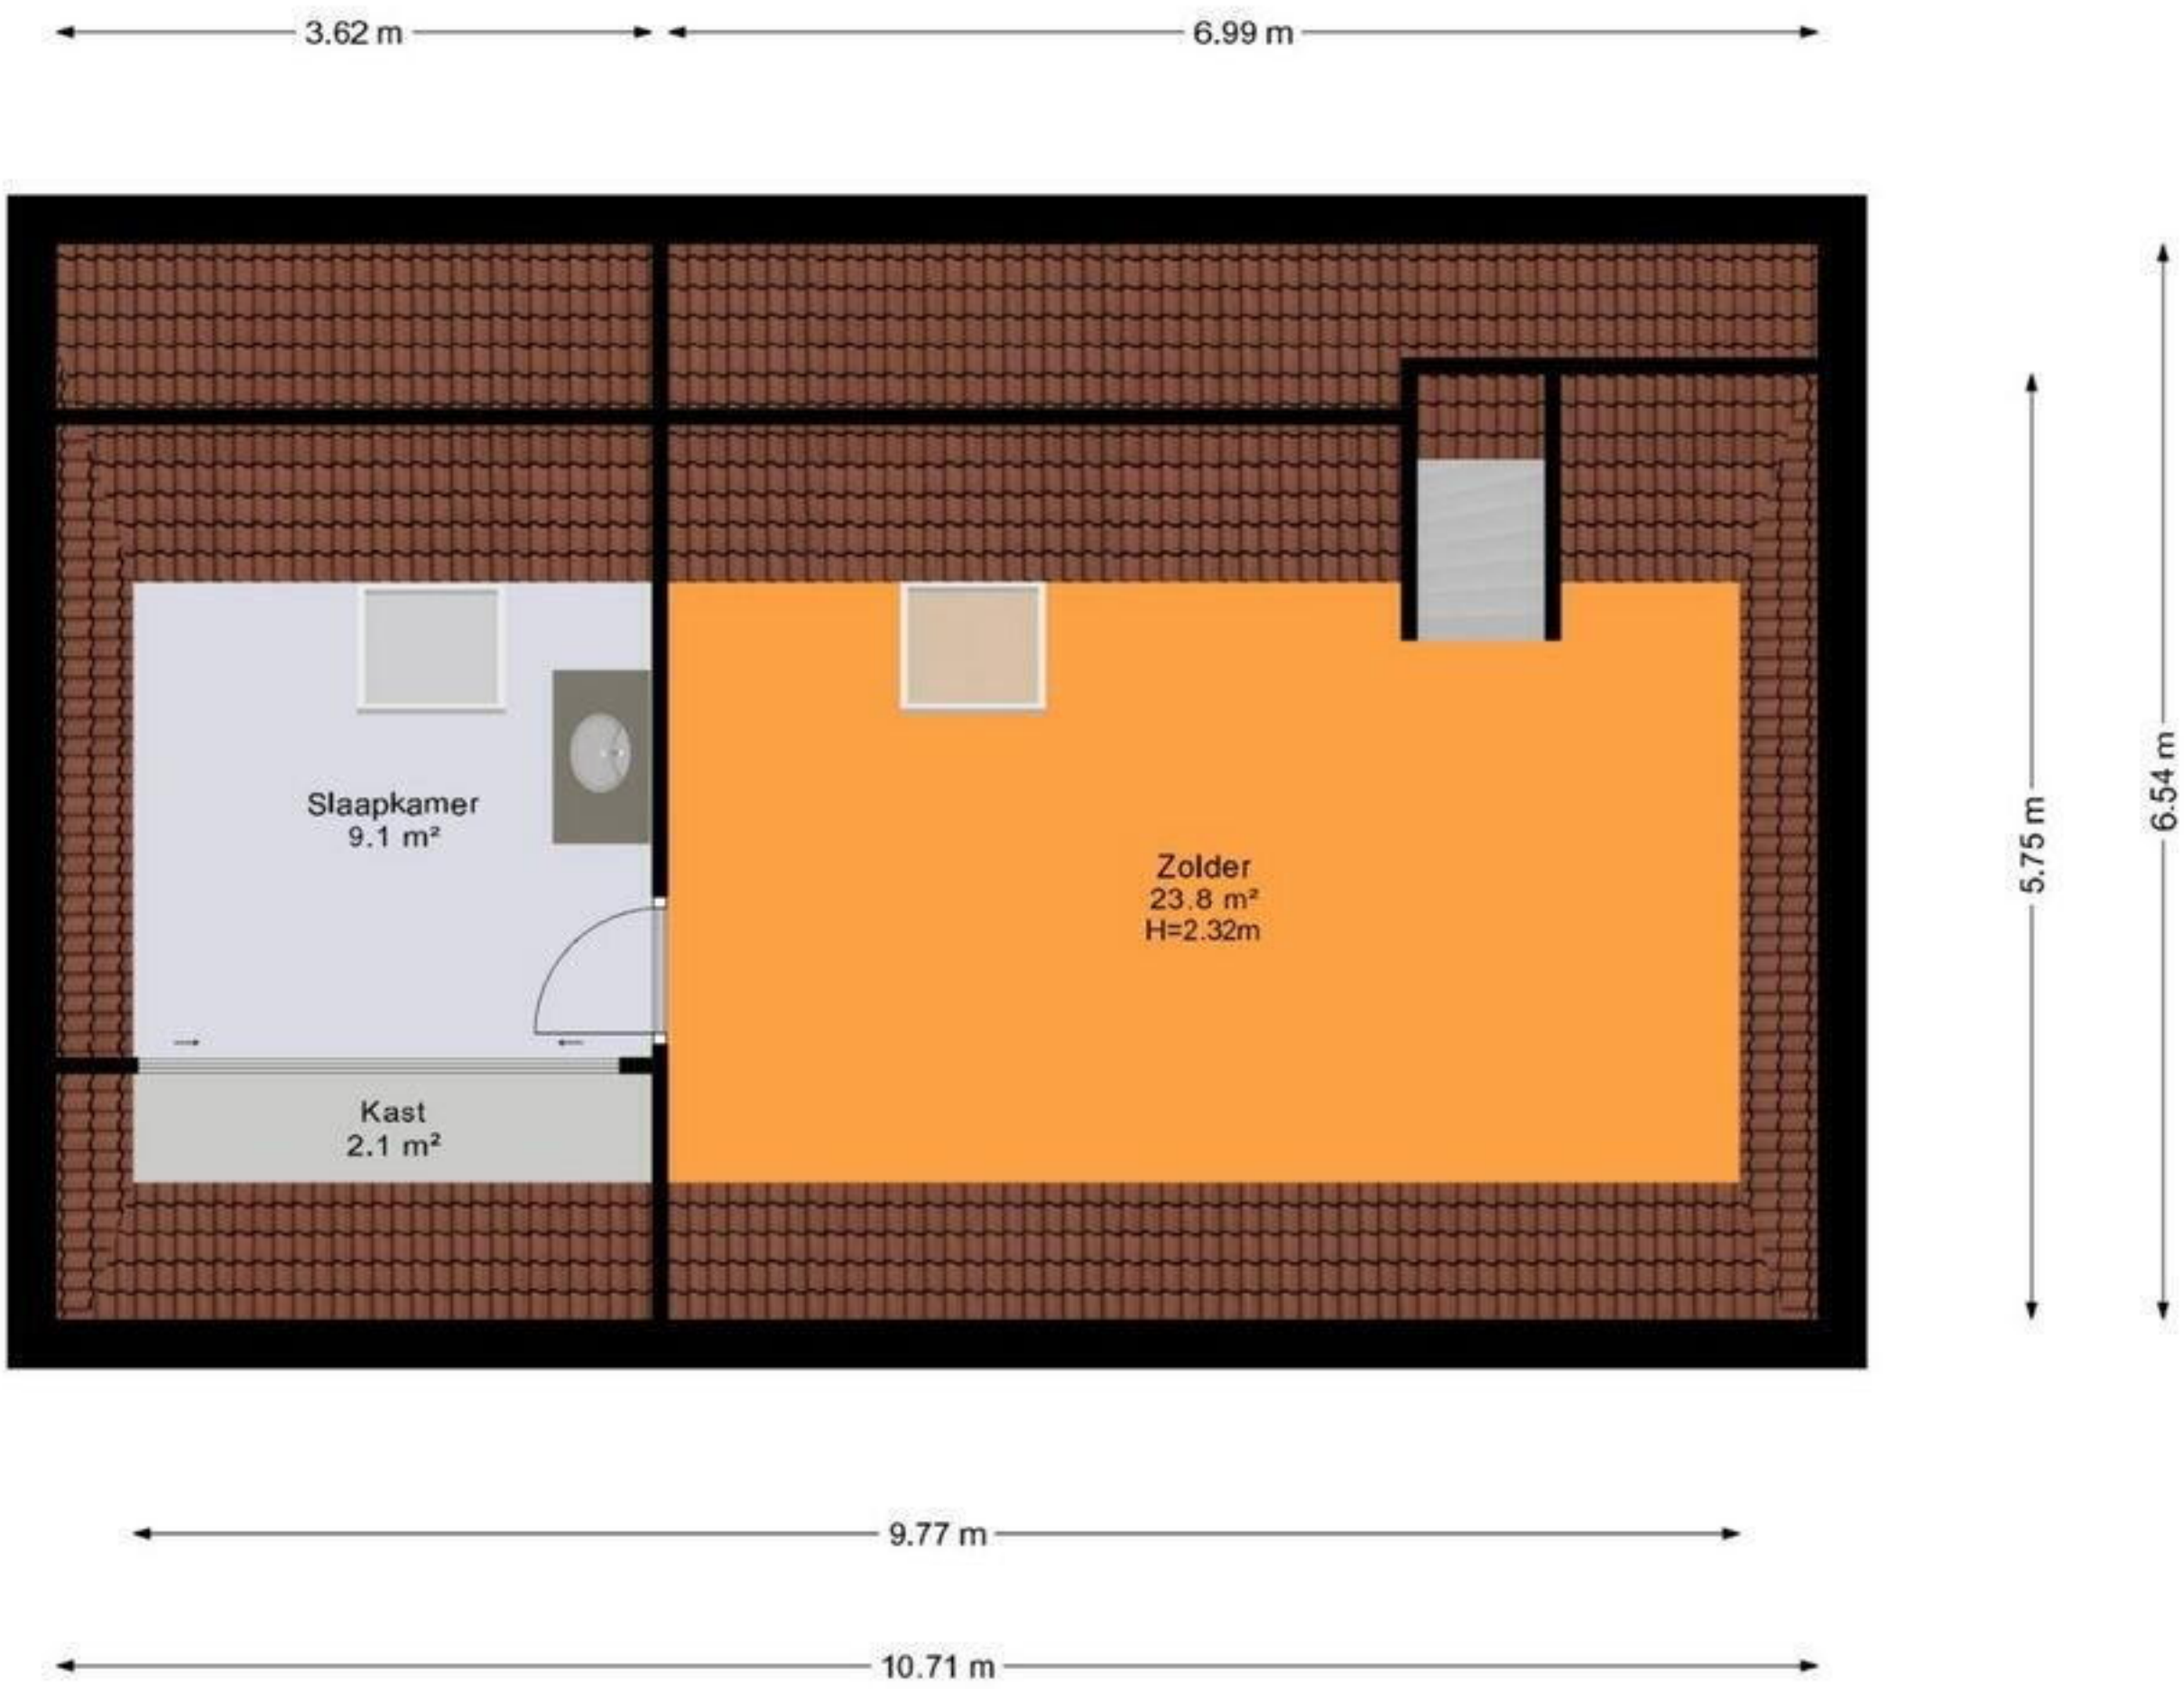 3.62 m
6.99 m
Slaapkamer
9.1 m²
Zolder
23.8 m²
H=2.32m
5.75 m
6.54 m
Kast
2.1 m²
9.77 m
10.71 m